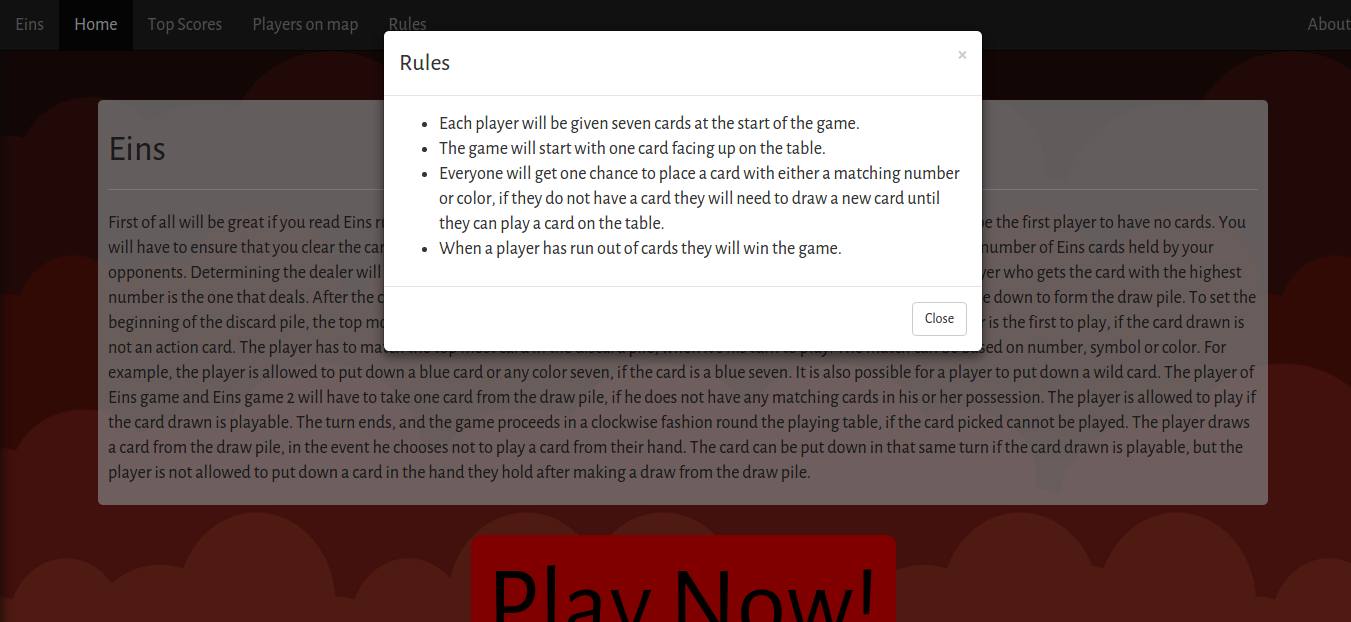 Eins Home Top Scores Players on map Rules About
Rules ×
Each player will be given seven cards at the start of the game.
The game will start with one card facing up on the table.
Everyone will get one chance to place a card with either a matching number
or color, if they do not have a card they will need to draw a new card until
they can play a card on the table.
When a player has run out of cards they will win the game.
Close
Eins
First of all will be great if you read Eins be the first player to have no cards. You
will have to ensure that you clear the number of Eins cards held by your
opponents. Determining the dealer will who gets the card with the highest
number is the one that deals. After the down to form the draw pile. To set the
beginning of the discard pile, the top is the first to play, if the card drawn is
not an action card. The player has to on number, symbol or color. For
example, the player is allowed to put down a blue card or any color seven, if the card is a blue seven. It is also possible for a player to put down a wild card. The player of
Eins game and Eins game 2 will have to take one card from the draw pile, if he does not have any matching cards in his or her possession. The player is allowed to play if
the card drawn is playable. The turn ends, and the game proceeds in a clockwise fashion round the playing table, if the card picked cannot be played. The player draws
a card from the draw pile, in the event he chooses not to play a card from their hand. The card can be put down in that same turn if the card drawn is playable, but the
player is not allowed to put down a card in the hand they hold after making a draw from the draw pile.
Play Now!